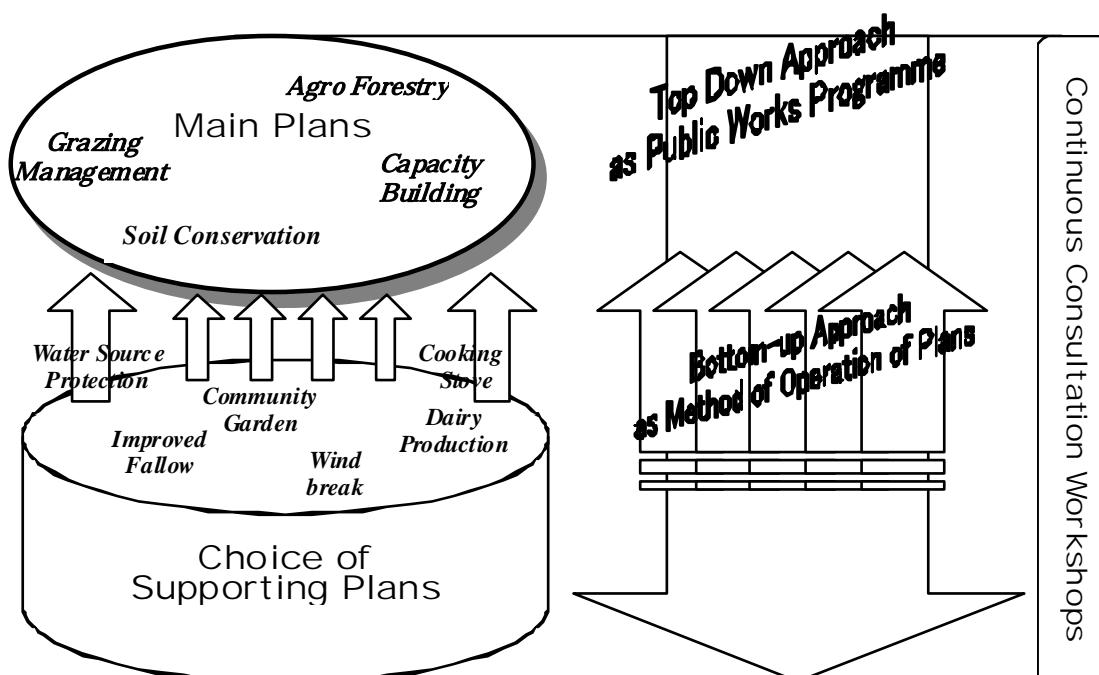 Agro Forestry
Main Plans
Grazing
Management
Capacity
Building
Soil Conservation
Water Source
Protection
Cooking
Stove
Community
Garden
Dairy
Production
Improved
Fallow
Wind
break
Choice of
Supporting Plans
Top Down Approach
as Public Works Programme
Bottom-up Approach
as Method of Operation of Plans
Continuous Consultation Workshops